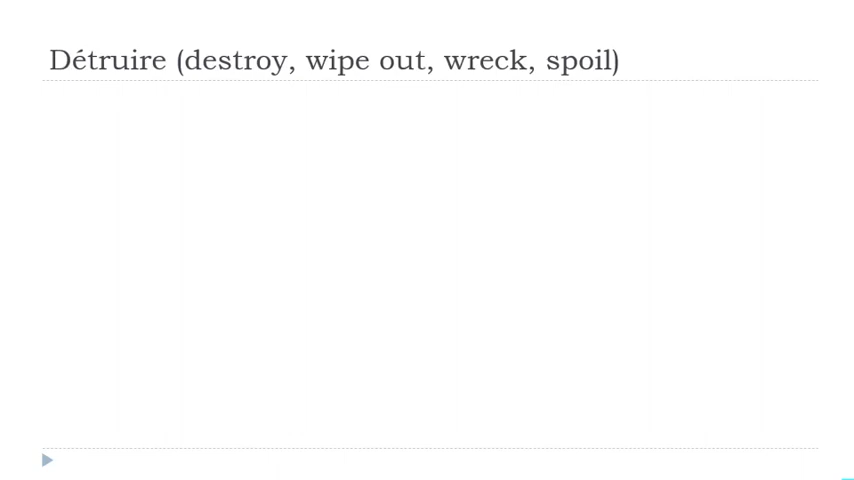 Détruire (destroy, wipe out, wreck, spoil)